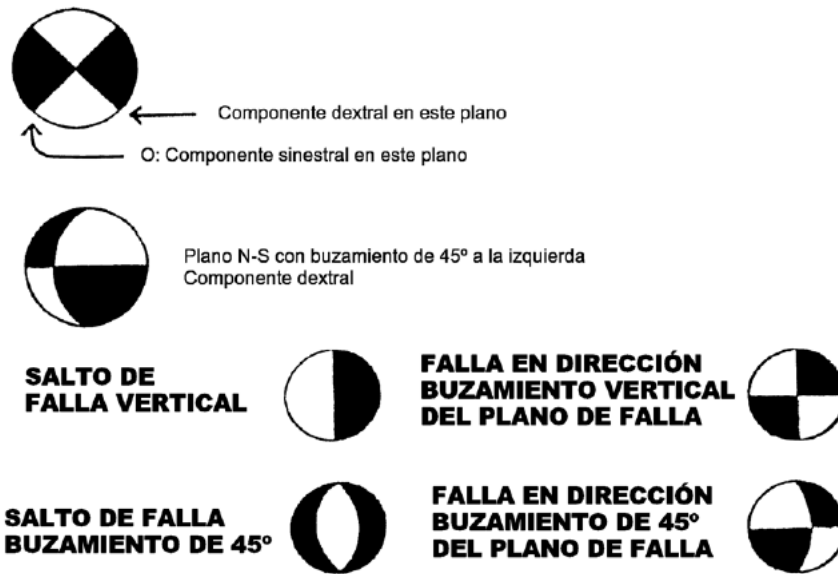 Componente dextral en este plano
O: Componente sinestral en este plano
Plano N-S con buzamiento de 45º a la izquierda
Componente dextral
SALTO DE
FALLA VERTICAL
FALLA EN DIRECCIÓN
BUZAMIENTO VERTICAL
DEL PLANO DE FALLA
SALTO DE FALLA
BUZAMIENTO DE 45º
FALLA EN DIRECCIÓN
BUZAMIENTO DE 45º
DEL PLANO DE FALLA